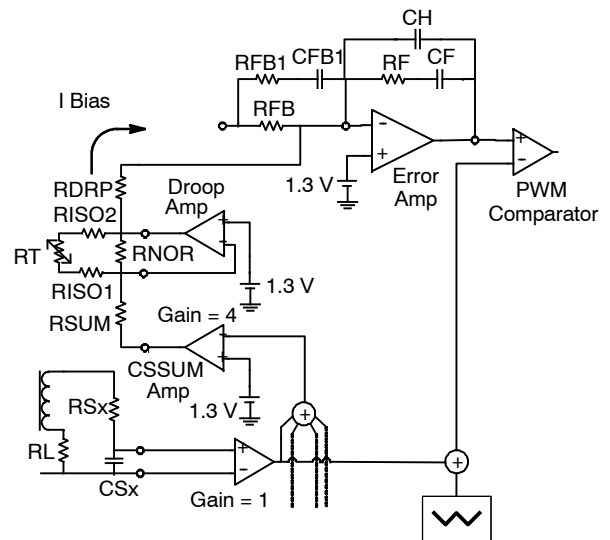 CH
RFB1
CFB1
RF
CF
I Bias
RFB
-
+
1.3 V
Error
Amp
+
-
PWM
Comparator
RDRP
Droop
Amp
RISO2
RT
RNOR
RISO1
+
-
1.3 V
RSUM
Gain = 4
+
-
CSSUM
Amp
1.3 V
+
RSx
RL
CSx
+
-
Gain = 1
+